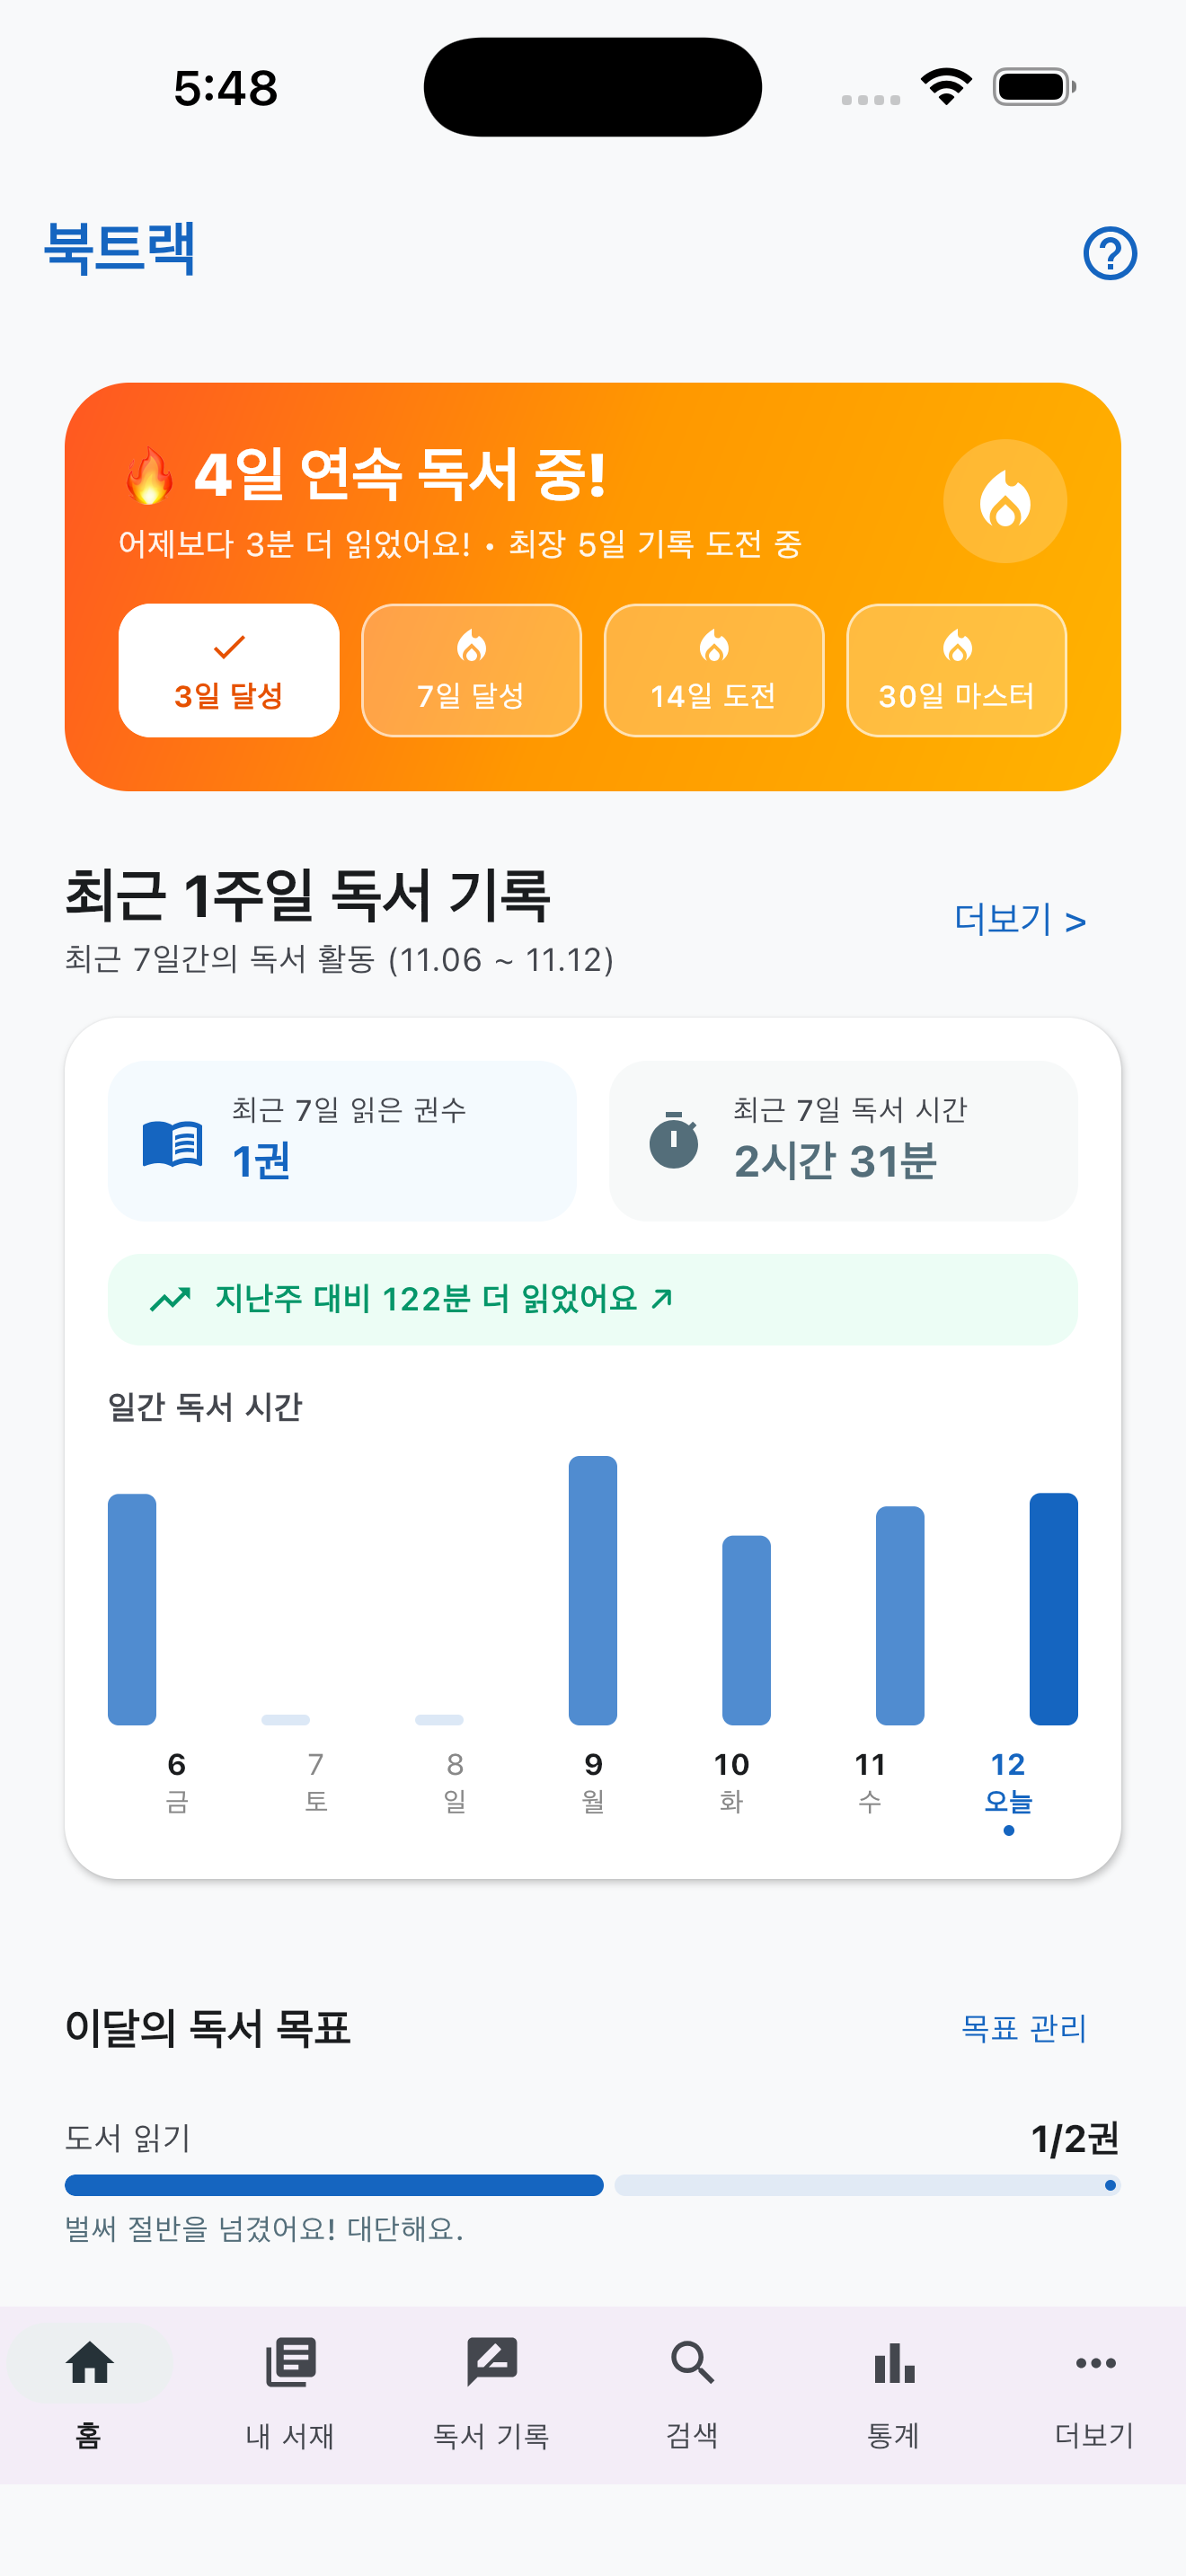 5:48
북트랙
🔥 4일 연속 독서 중!
어제보다 3분 더 읽었어요! • 최장 5일 기록 도전 중
3일 달성
7일 달성
14일 도전
30일 마스터
최근 1주일 독서 기록
더보기 >
최근 7일간의 독서 활동 (11.06 ~ 11.12)
최근 7일 읽은 권수
1권
최근 7일 독서 시간
2시간 31분
지난주 대비 122분 더 읽었어요 ↗
일간 독서 시간
6 7 8 9 10 11 12
금 토 일 월 화 수 오늘
이달의 독서 목표
목표 관리
도서 읽기
1/2권
벌써 절반을 넘겼어요! 대단해요.
홈
내 서재
독서 기록
검색
통계
더보기